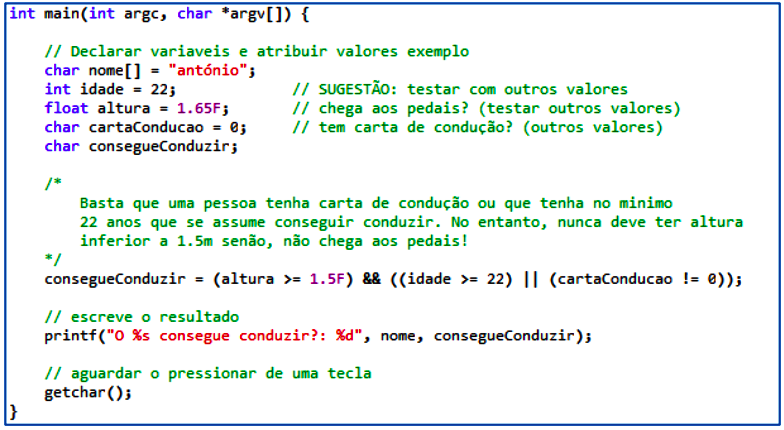 int main(int argc, char *argv[]) {
// Declarar variaveis e atribuir valores exemplo
char nome[] = "antónio";
int idade = 22; // SUGESTÃO: testar com outros valores
float altura = 1.65F; // chega aos pedais? (testar outros valores)
char cartaConducao = 0; // tem carta de condução? (outros valores)
char consegueConduzir;
/*
Basta que uma pessoa tenha carta de condução ou que tenha no minimo
22 anos que se assume conseguir conduzir. No entanto, nunca deve ter altura
inferior a 1.5m senão, não chega aos pedais!
*/
consegueConduzir = (altura >= 1.5F) && ((idade >= 22) || (cartaConducao != 0));
// escreve o resultado
printf("O %s consegue conduzir?: %d", nome, consegueConduzir);
// aguardar o pressionar de uma tecla
getchar();
}